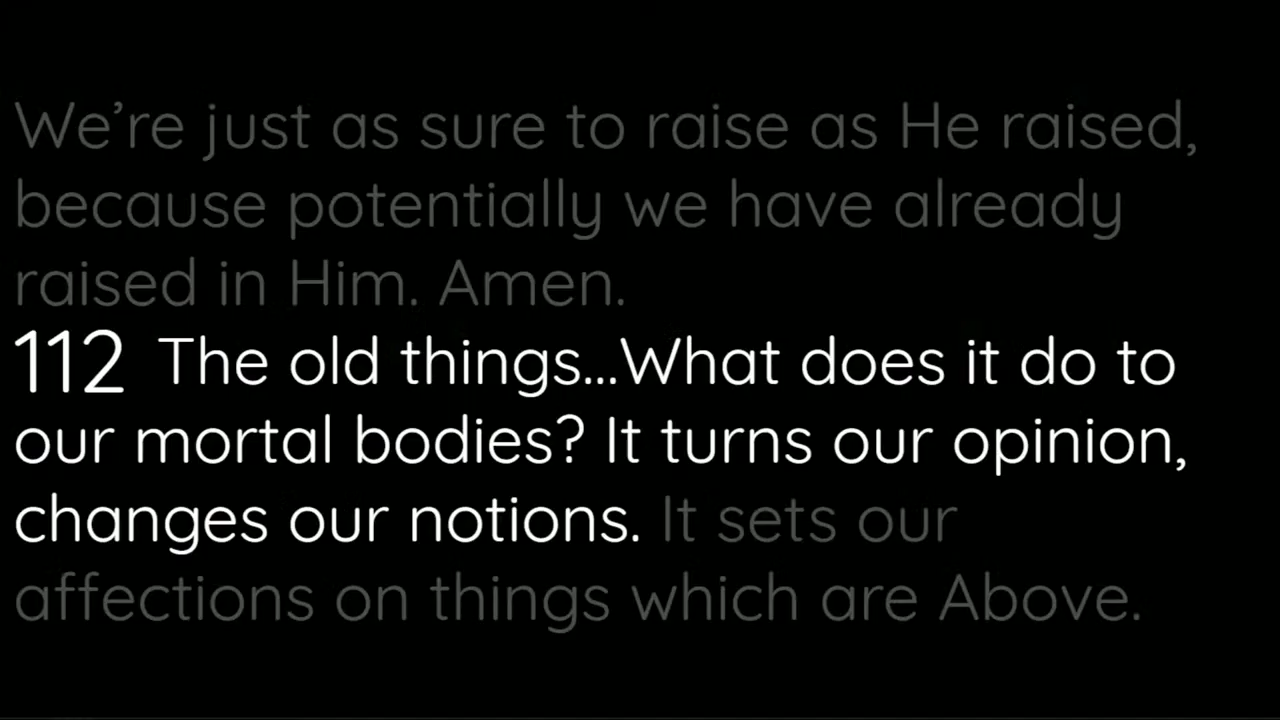 We’re just as sure to raise as He raised,
because potentially we have already
raised in Him. Amen.
112 The old things...What does it do to
our mortal bodies? It turns our opinion,
changes our notions. It sets our
affections on things which are Above.